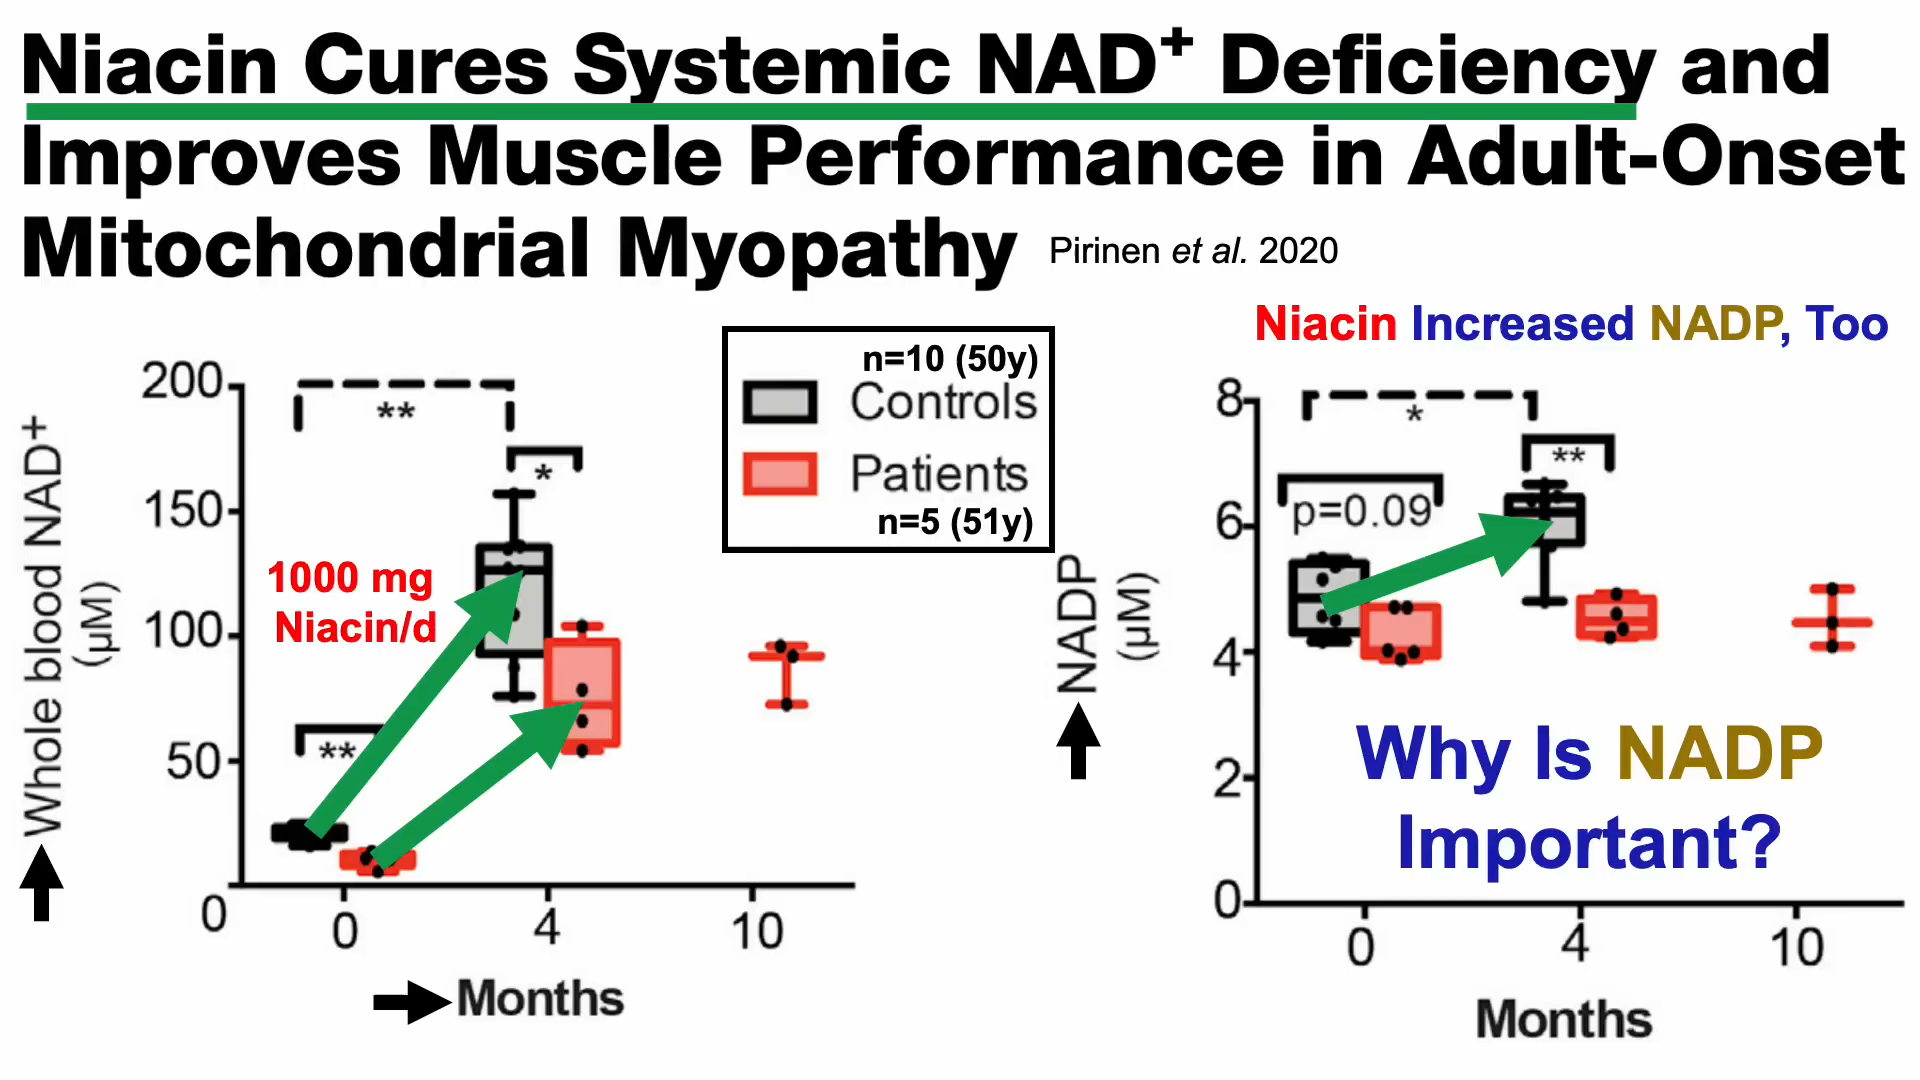 Niacin Cures Systemic NAD+ Deficiency and
Improves Muscle Performance in Adult-Onset
Mitochondrial Myopathy Pirinen et al. 2020
Niacin Increased NADP, Too
n=10 (50y)
Controls
Patients
n=5 (51y)
Whole blood NAD+
(µM)
200
150
100
50
0
**
*
**
1000 mg
Niacin/d
0 4 10
Months
NADP
(µM)
8
6
4
2
0
*
**
p=0.09
Why Is NADP
Important?
0 4 10
Months